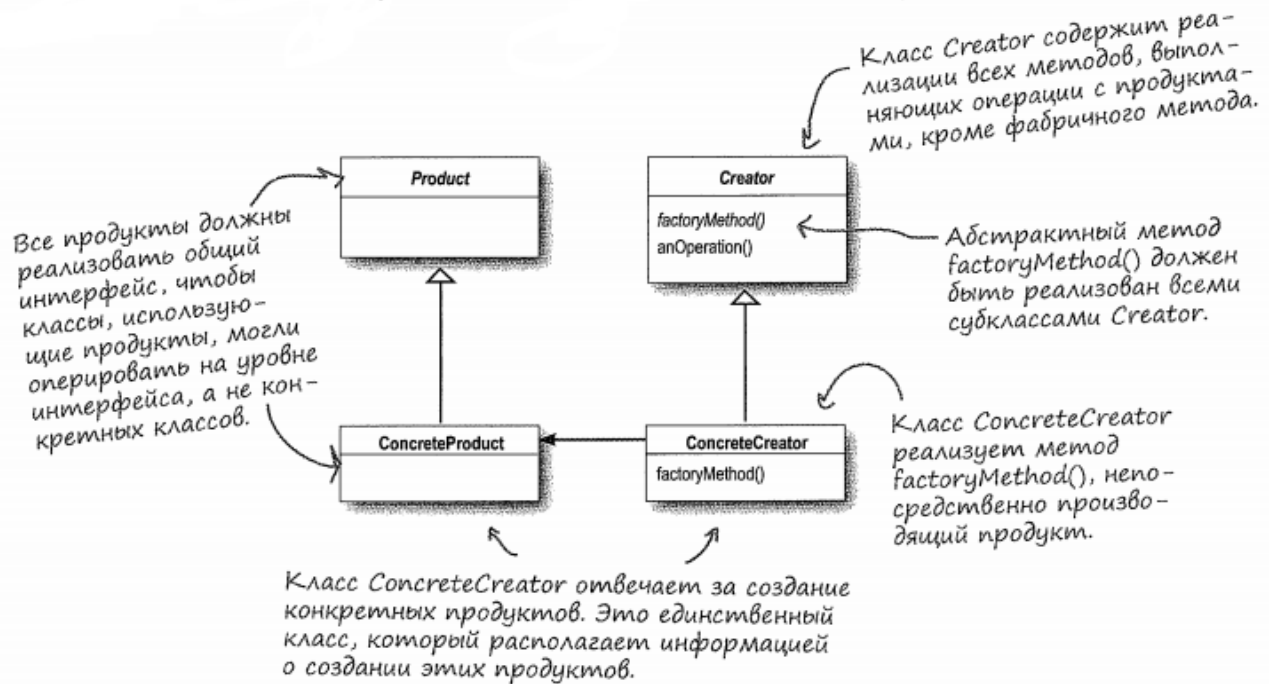 Класс Creator содержит реа-
лизации всех методов, выпол-
няющих операции с продукта-
ми, кроме фабричного метода.
Product
Creator
factoryMethod()
anOperation()
Все продукты должны
реализовать общий
интерфейс, чтобы
классы, использую-
щие продукты, могли
оперировать на уровне
интерфейса, а не кон-
кретных классов.
Абстрактный метод
factoryMethod() должен
быть реализован всеми
субклассами Creator.
ConcreteProduct
ConcreteCreator
factoryMethod()
Класс ConcreteCreator
реализует метод
factoryMethod(), непо-
средственно произво-
дящий продукт.
Класс ConcreteCreator отвечает за создание
конкретных продуктов. Это единственный
класс, который располагает информацией
о создании этих продуктов.